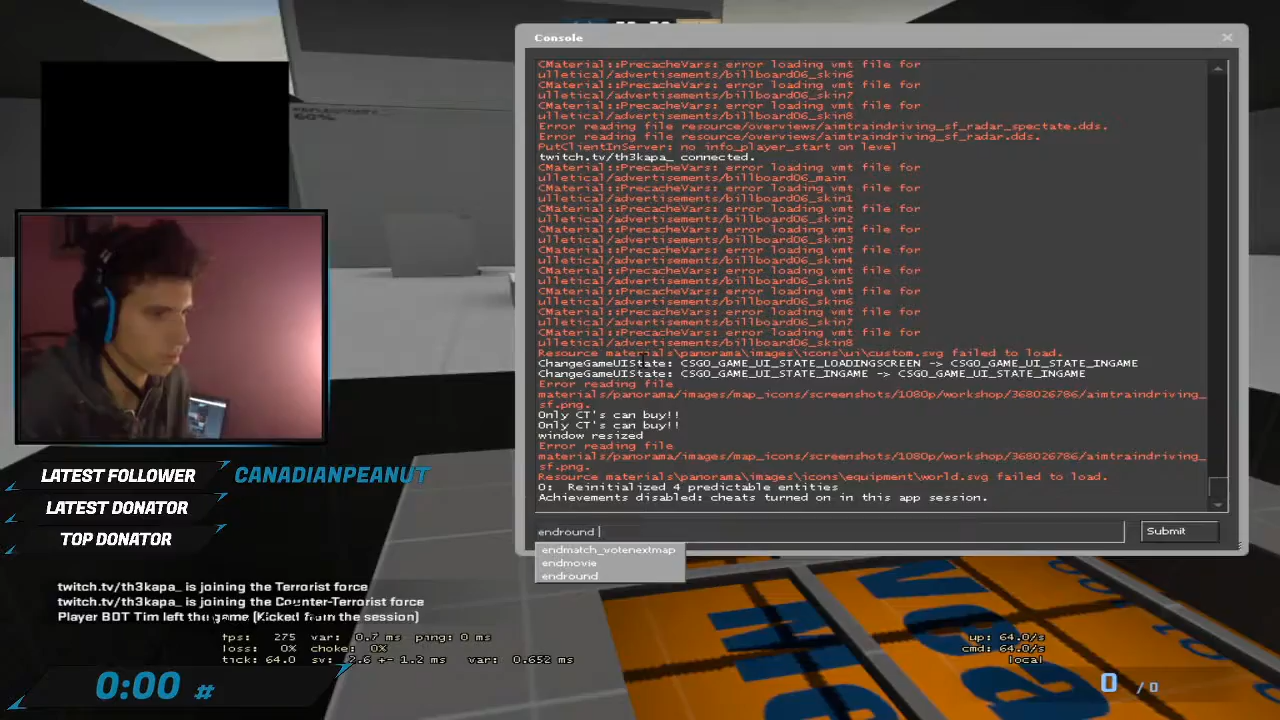 Console
CMaterial::PrecacheVars: error loading vmt file for
ulletical/advertisements/billboard06_skin6
CMaterial::PrecacheVars: error loading vmt file for
ulletical/advertisements/billboard06_skin7
CMaterial::PrecacheVars: error loading vmt file for
ulletical/advertisements/billboard06_skin8
Error reading file resource/overviews/aimtraindriving_sf_radar_spectate.dds.
Error reading file resource/overviews/aimtraindriving_sf_radar.dds.
PutClientInServer: no info_player_start on level
twitch.tv/th3kapa_ connected.
CMaterial::PrecacheVars: error loading vmt file for
ulletical/advertisements/billboard06_main
CMaterial::PrecacheVars: error loading vmt file for
ulletical/advertisements/billboard06_skin1
CMaterial::PrecacheVars: error loading vmt file for
ulletical/advertisements/billboard06_skin2
CMaterial::PrecacheVars: error loading vmt file for
ulletical/advertisements/billboard06_skin3
CMaterial::PrecacheVars: error loading vmt file for
ulletical/advertisements/billboard06_skin4
CMaterial::PrecacheVars: error loading vmt file for
ulletical/advertisements/billboard06_skin5
CMaterial::PrecacheVars: error loading vmt file for
ulletical/advertisements/billboard06_skin6
CMaterial::PrecacheVars: error loading vmt file for
ulletical/advertisements/billboard06_skin7
CMaterial::PrecacheVars: error loading vmt file for
ulletical/advertisements/billboard06_skin8
Resource materials\panorama\images\icons\ui\custom.svg failed to load.
ChangeGameUIState: CSGO_GAME_UI_STATE_LOADINGSCREEN -> CSGO_GAME_UI_STATE_INGAME
ChangeGameUIState: CSGO_GAME_UI_STATE_INGAME -> CSGO_GAME_UI_STATE_INGAME
Error reading file
materials/panorama/images/map_icons/screenshots/1080p/workshop/368026786/aimtraindriving_
sf.png.
Only CT's can buy!!
Only CT's can buy!!
window resized
Error reading file
materials/panorama/images/map_icons/screenshots/1080p/workshop/368026786/aimtraindriving_
sf.png.
Resource materials\panorama\images\icons\equipment\world.svg failed to load.
0: Reinitialized 4 predictable entities
Achievements disabled: cheats turned on in this app session.
endround
Submit
endmatch_votenextmap
endmovie
endround
60%
LATEST FOLLOWER CANADIANPEANUT
LATEST DONATOR
TOP DONATOR
twitch.tv/th3kapa_ is joining the Terrorist force
twitch.tv/th3kapa_ is joining the Counter-Terrorist force
Player BOT Tim left the game (Kicked from the session)
fps: 275 var: 0.7 ms ping: 0 ms
loss: 0% choke: 0%
tick: 64.0 sv: 2.6 +- 1.2 ms var: 0.652 ms
up: 64.0/s
cmd: 64.0/s
local
0:00 #
0 / 0